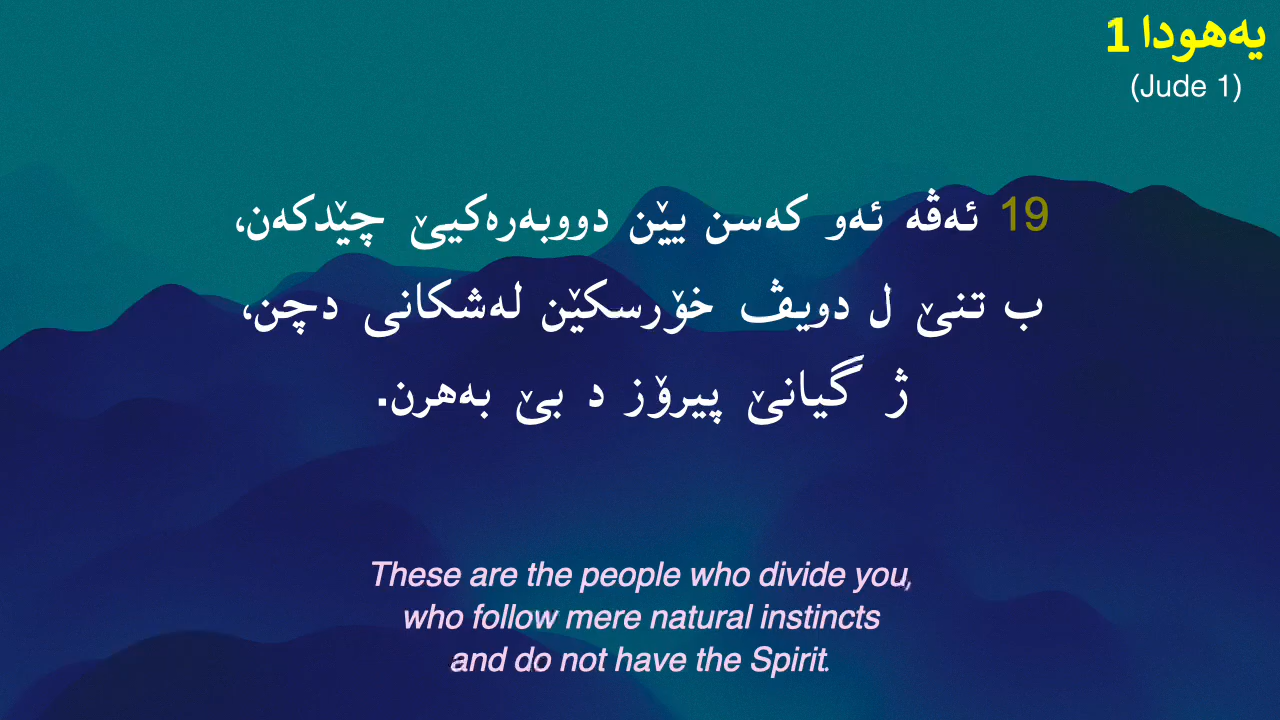 یەهودا 1
(Jude 1)
19 ئەڤە ئەو کەسن یێن دووبەرەکیێ چێدکەن،
ب تنێ ل دویڤ خۆرسکێن لەشکانی دچن،
ژ گیانێ پیرۆز د بێ بەهرن.
These are the people who divide you,
who follow mere natural instincts
and do not have the Spirit.